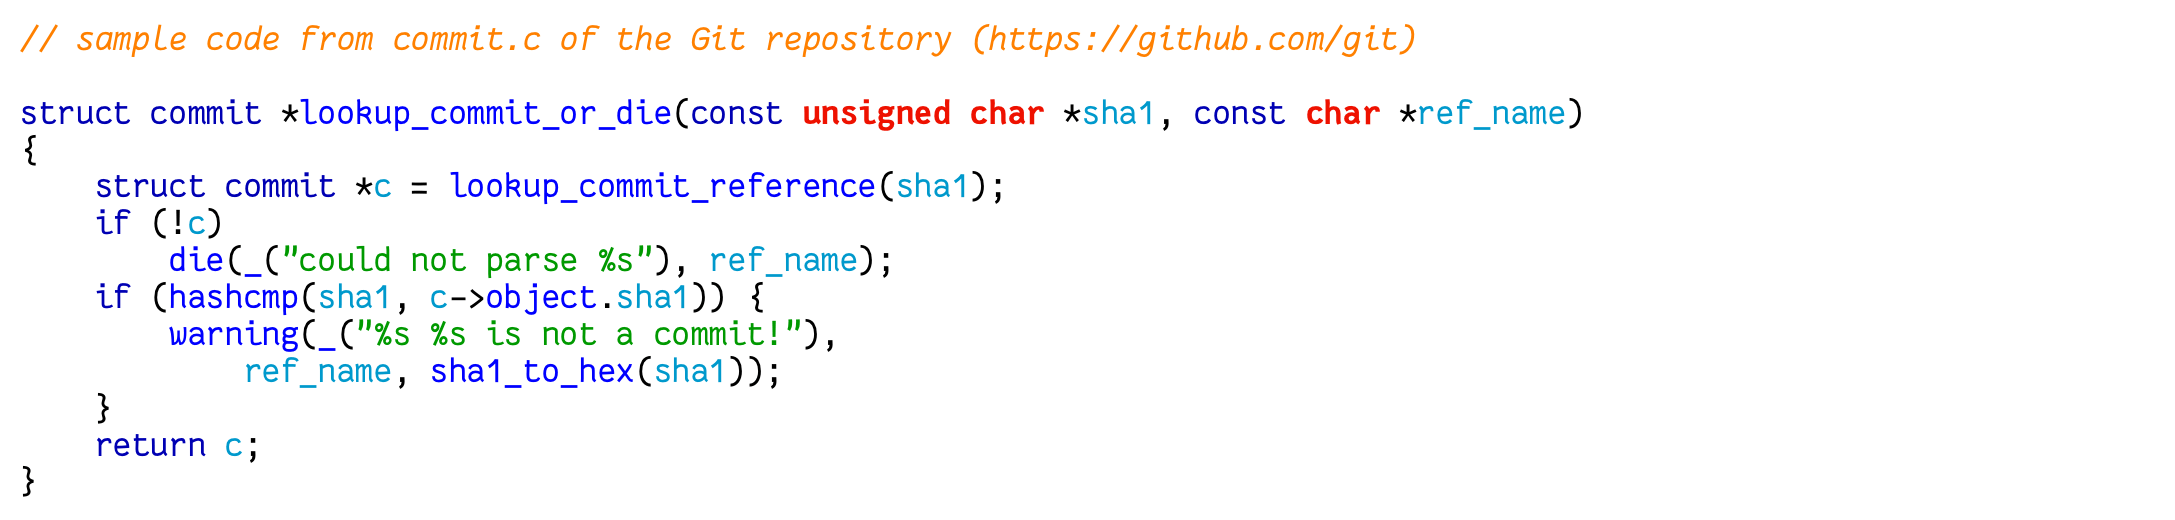 // sample code from commit.c of the Git repository (https://github.com/git)

struct commit *lookup_commit_or_die(const unsigned char *sha1, const char *ref_name)
{
    struct commit *c = lookup_commit_reference(sha1);
    if (!c)
        die(_("could not parse %s"), ref_name);
    if (hashcmp(sha1, c->object.sha1)) {
        warning(_("%s %s is not a commit!"),
            ref_name, sha1_to_hex(sha1));
    }
    return c;
}